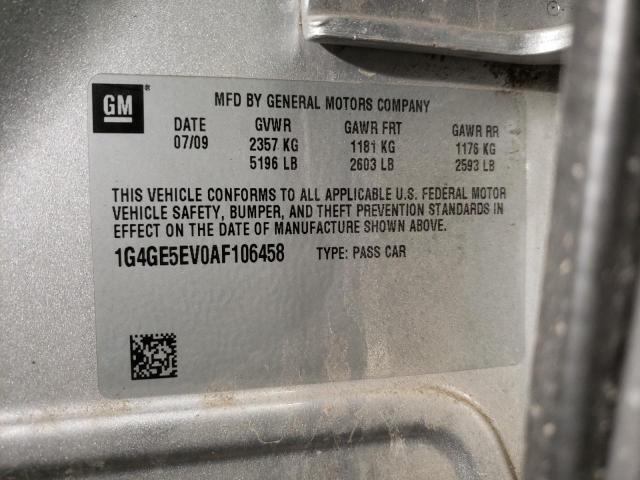 GM
MFD BY GENERAL MOTORS COMPANY
DATE GVWR GAWR FRT GAWR RR
07/09 2357 KG 1181 KG 1176 KG
5196 LB 2603 LB 2593 LB
THIS VEHICLE CONFORMS TO ALL APPLICABLE U.S. FEDERAL MOTOR
VEHICLE SAFETY, BUMPER, AND THEFT PREVENTION STANDARDS IN
EFFECT ON THE DATE OF MANUFACTURE SHOWN ABOVE.
1G4GE5EV0AF106458 TYPE: PASS CAR